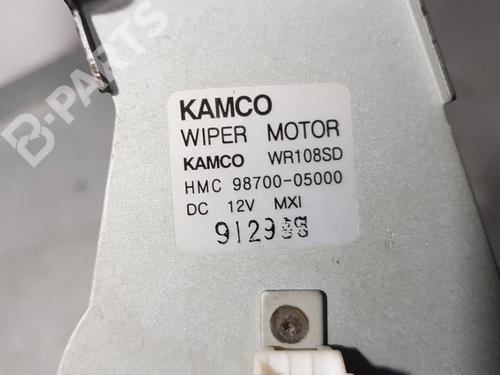 KAMCO
WIPER MOTOR
KAMCO WR108SD
HMC 98700-05000
DC 12V MXI
B-PARTS